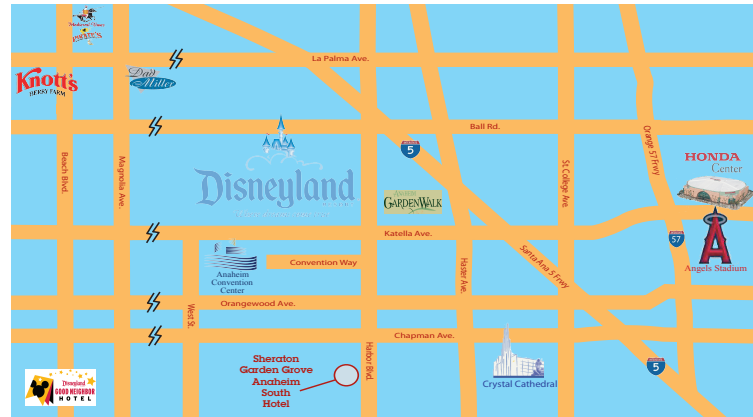 La Palma Ave.
Knott's
BERRY FARM
Dad
Miller
Ball Rd.
5
Beach Blvd.
Magnolia Ave.
Disneyland
ANAHEIM
GARDENWALK
St. College Ave.
Orange 57 Frwy
HONDA
Center
Katella Ave.
57
Angels Stadium
Anaheim
Convention
Center
Convention Way
Haster Ave.
Santa Ana 5 Frwy
Orangewood Ave.
West St.
Chapman Ave.
Harbor Blvd.
Sheraton
Garden Grove
Anaheim
South
Hotel
Crystal Cathedral
5
Disneyland
GOOD NEIGHBOR
HOTEL